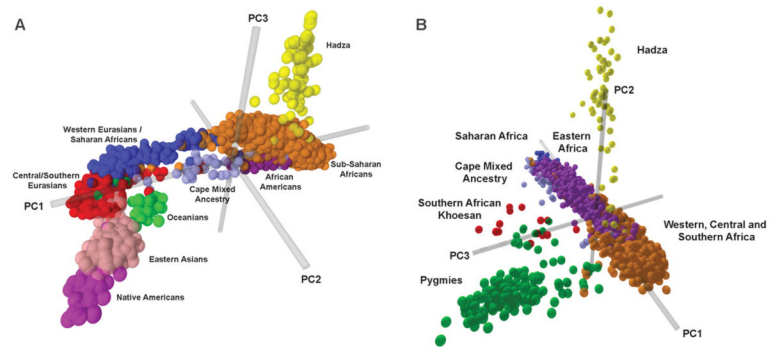 A
PC3
Hadza
Western Eurasians /
Saharan Africans
Central/Southern
Eurasians
PC1
Oceanians
Cape Mixed
Ancestry
African
Americans
Sub-Saharan
Africans
Eastern Asians
PC2
Native Americans
B
Hadza
PC2
Saharan Africa
Eastern
Africa
Cape Mixed
Ancestry
Southern African
Khoesan
PC3
Western, Central and
Southern Africa
Pygmies
PC1